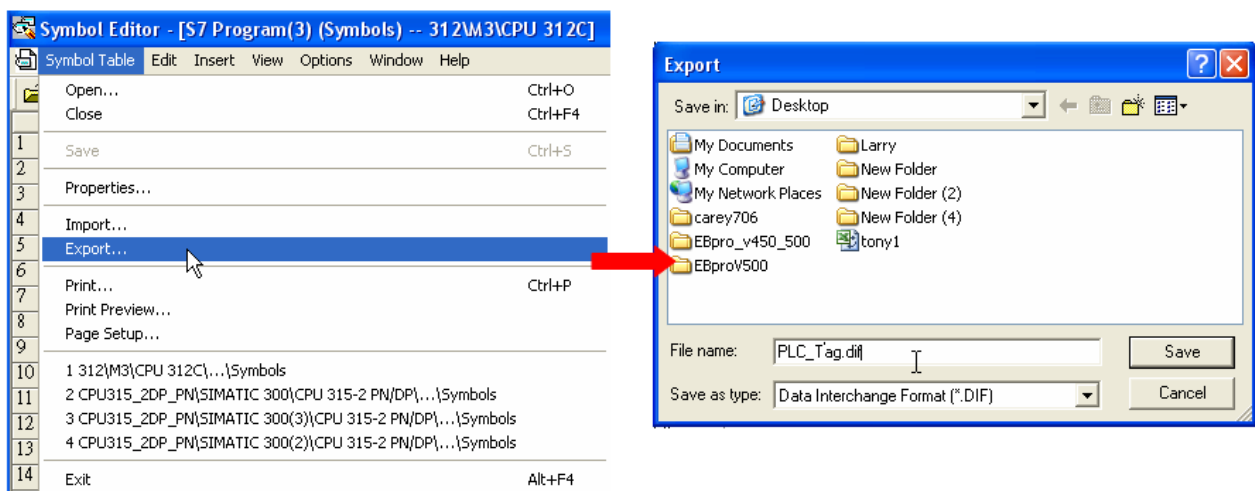 Symbol Editor - [S7 Program(3) (Symbols) -- 312\M3\CPU 312C]
Symbol Table Edit Insert View Options Window Help
Open... Ctrl+O
Close Ctrl+F4
1
Save Ctrl+S
2
Properties...
3
4
Import...
5
Export...
6
Print... Ctrl+P
7
Print Preview...
8
Page Setup...
9
10 1 312\M3\CPU 312C\...\Symbols
11 2 CPU315_2DP_PN\SIMATIC 300\CPU 315-2 PN/DP\...\Symbols
12 3 CPU315_2DP_PN\SIMATIC 300(3)\CPU 315-2 PN/DP\...\Symbols
13 4 CPU315_2DP_PN\SIMATIC 300(2)\CPU 315-2 PN/DP\...\Symbols
14 Exit Alt+F4
Export
Save in: Desktop
My Documents Larry
My Computer New Folder
My Network Places New Folder (2)
carey706 New Folder (4)
EBpro_v450_500 tony1
EBproV500
File name: PLC_Tag.dif Save
Save as type: Data Interchange Format (*.DIF) Cancel